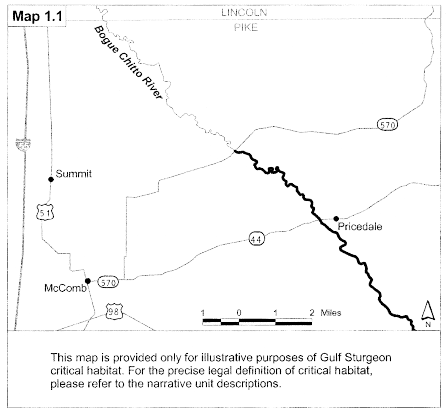 Map 1.1
LINCOLN
PIKE
Bogue Chitto River
570
Summit
51
Pricedale
44
McComb
570
98
1 0 1 2 Miles
N
This map is provided only for illustrative purposes of Gulf Sturgeon
critical habitat. For the precise legal definition of critical habitat,
please refer to the narrative unit descriptions.